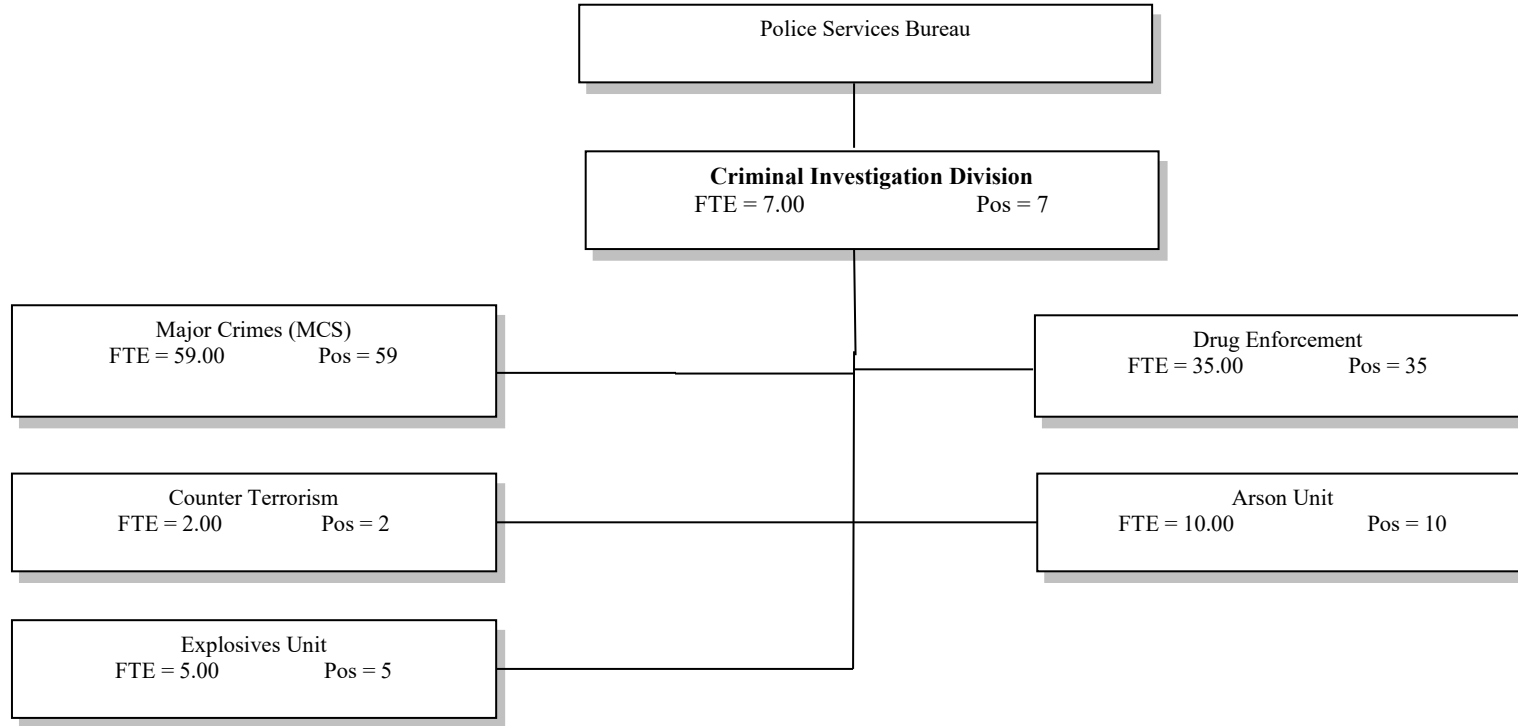 Police Services Bureau
Criminal Investigation Division
FTE = 7.00 Pos = 7
Major Crimes (MCS)
FTE = 59.00 Pos = 59
Drug Enforcement
FTE = 35.00 Pos = 35
Counter Terrorism
FTE = 2.00 Pos = 2
Arson Unit
FTE = 10.00 Pos = 10
Explosives Unit
FTE = 5.00 Pos = 5